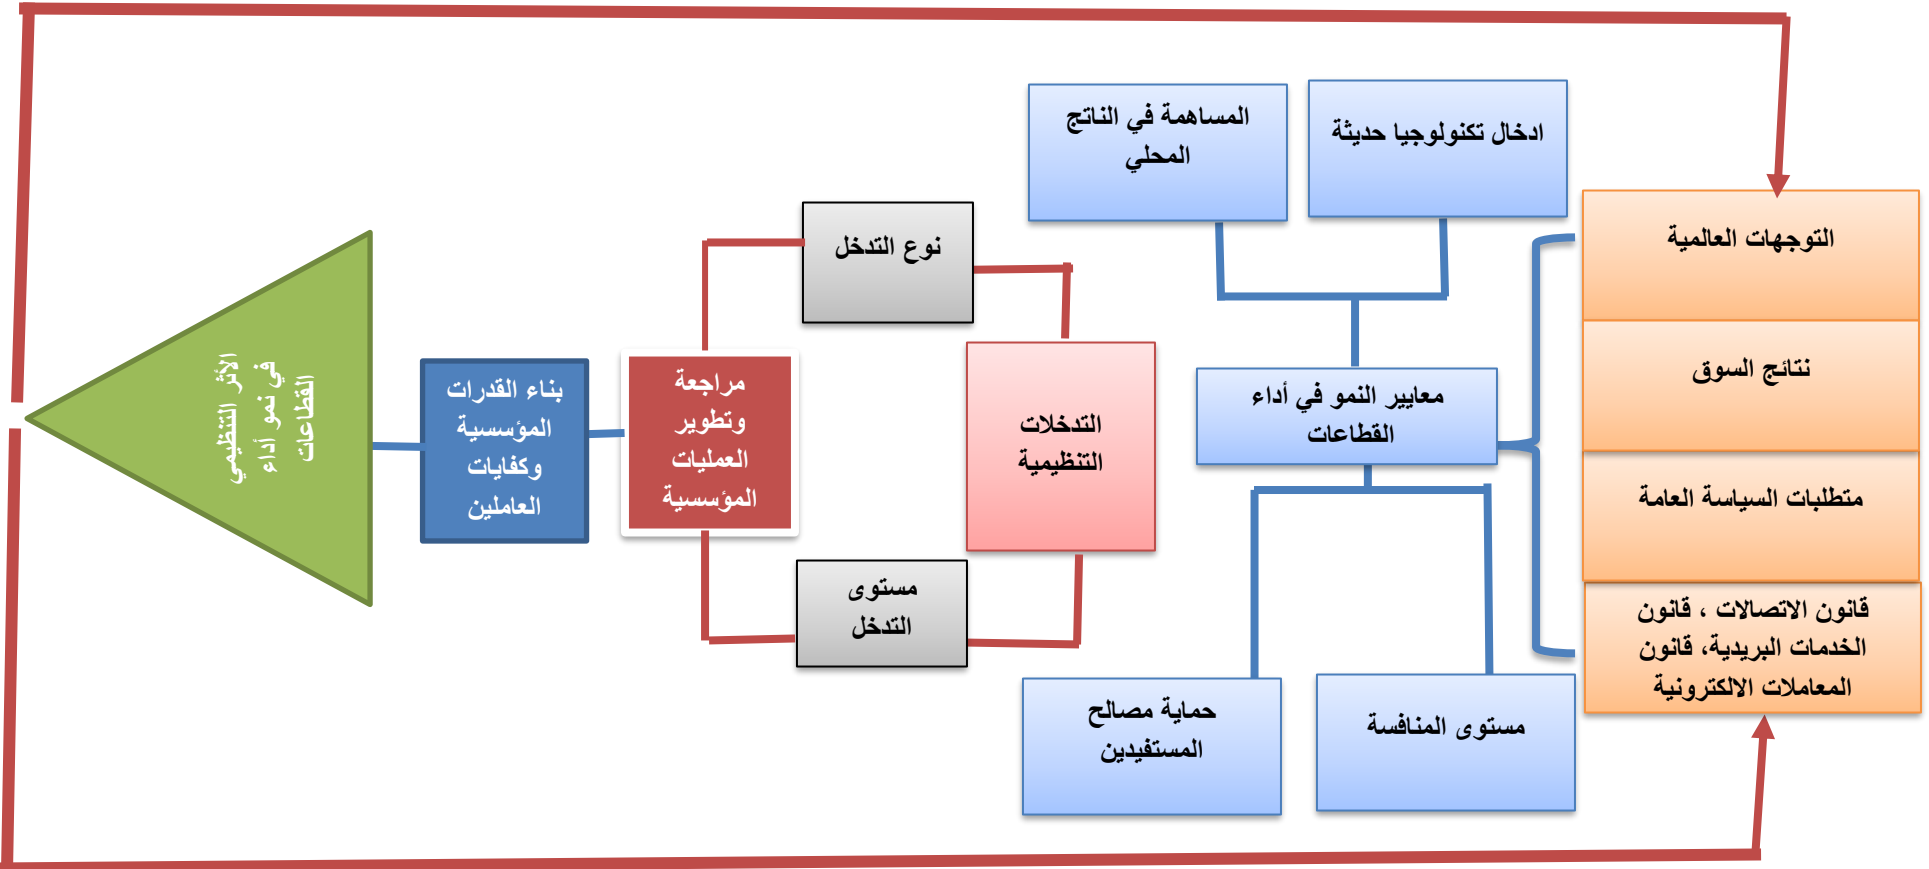 ادخال تكنولوجيا حديثة
المساهمة في الناتج
المحلي
التوجهات العالمية
نتائج السوق
متطلبات السياسة العامة
قانون الاتصالات ، قانون
الخدمات البريدية، قانون
المعاملات الالكترونية
معايير النمو في أداء
القطاعات
مستوى المنافسة
حماية مصالح
المستفيدين
التدخلات
التنظيمية
نوع التدخل
مستوى
التدخل
مراجعة
وتطوير
العمليات
المؤسسية
بناء القدرات
المؤسسية
وكفايات
العاملين
الأثر التنظيمي
في نمو أداء
القطاعات